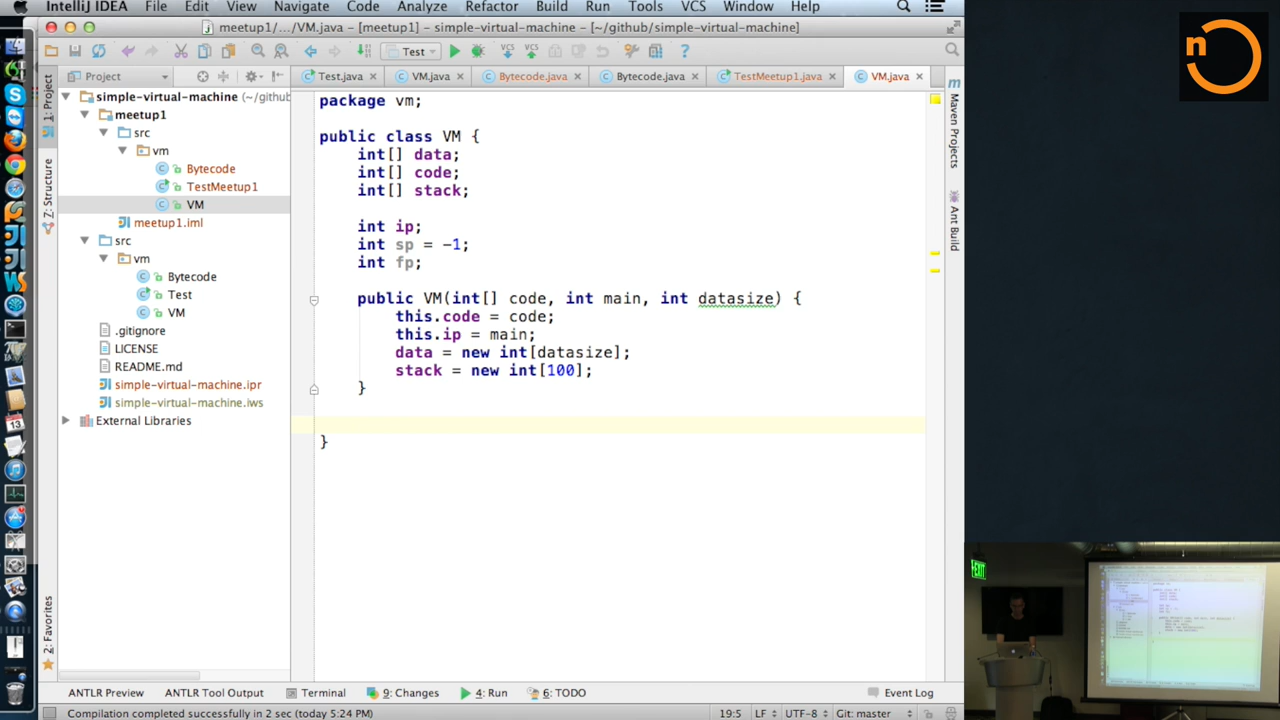 IntelliJ IDEA File Edit View Navigate Code Analyze Refactor Build Run Tools VCS Window Help
meetup1/.../VM.java - [meetup1] - simple-virtual-machine - [~/github/simple-virtual-machine]
Test
VCS VCS
Project
Test.java VM.java Bytecode.java Bytecode.java TestMeetup1.java VM.java
1: Project
Z: Structure
2: Favorites
simple-virtual-machine (~/github
meetup1
src
vm
Bytecode
TestMeetup1
VM
meetup1.iml
src
vm
Bytecode
Test
VM
.gitignore
LICENSE
README.md
simple-virtual-machine.ipr
simple-virtual-machine.iws
External Libraries
package vm;
public class VM {
int[] data;
int[] code;
int[] stack;
int ip;
int sp = -1;
int fp;
public VM(int[] code, int main, int datasize) {
this.code = code;
this.ip = main;
data = new int[datasize];
stack = new int[100];
}
}
Maven Projects
Ant Build
n
EXIT
ANTLR Preview ANTLR Tool Output Terminal 9: Changes 4: Run 6: TODO Event Log
Compilation completed successfully in 2 sec (today 5:24 PM) 19:5 LF UTF-8 Git: master